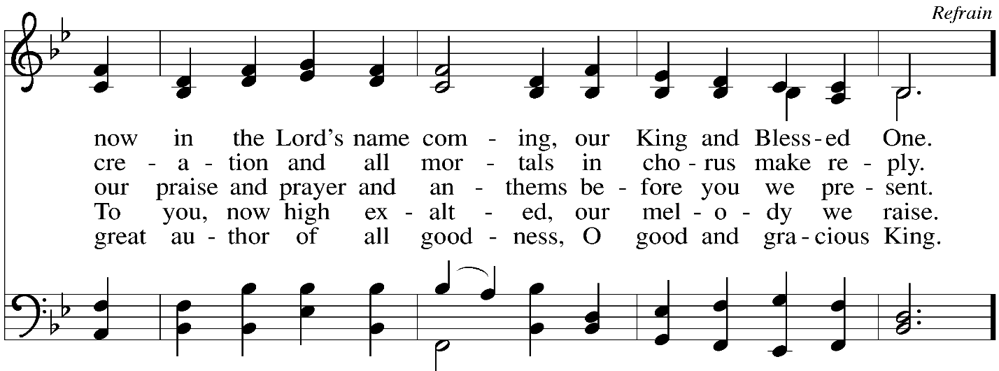 Refrain
now in the Lord's name com - ing, our King and Bless - ed One.
cre - a - tion and all mor - tals in cho - rus make re - ply.
our praise and prayer and an - thems be - fore you we pre - sent.
To you, now high ex - alt - ed, our mel - o - dy we raise.
great au - thor of all good - ness, O good and gra - cious King.